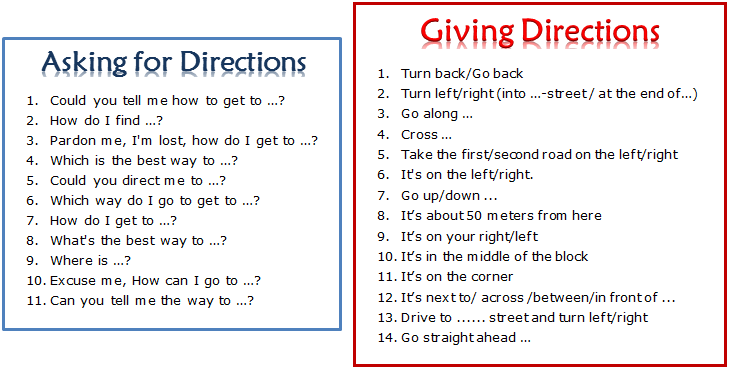 Asking for Directions
1. Could you tell me how to get to ...?
2. How do I find ...?
3. Pardon me, I'm lost, how do I get to ...?
4. Which is the best way to ...?
5. Could you direct me to ...?
6. Which way do I go to get to ...?
7. How do I get to ...?
8. What's the best way to ...?
9. Where is ...?
10. Excuse me, How can I go to ...?
11. Can you tell me the way to ...?
Giving Directions
1. Turn back/Go back
2. Turn left/right (into ...-street / at the end of...)
3. Go along ...
4. Cross ...
5. Take the first/second road on the left/right
6. It's on the left/right.
7. Go up/down ...
8. It’s about 50 meters from here
9. It’s on your right/left
10. It’s in the middle of the block
11. It’s on the corner
12. It’s next to/ across /between/in front of ...
13. Drive to ...... street and turn left/right
14. Go straight ahead ...